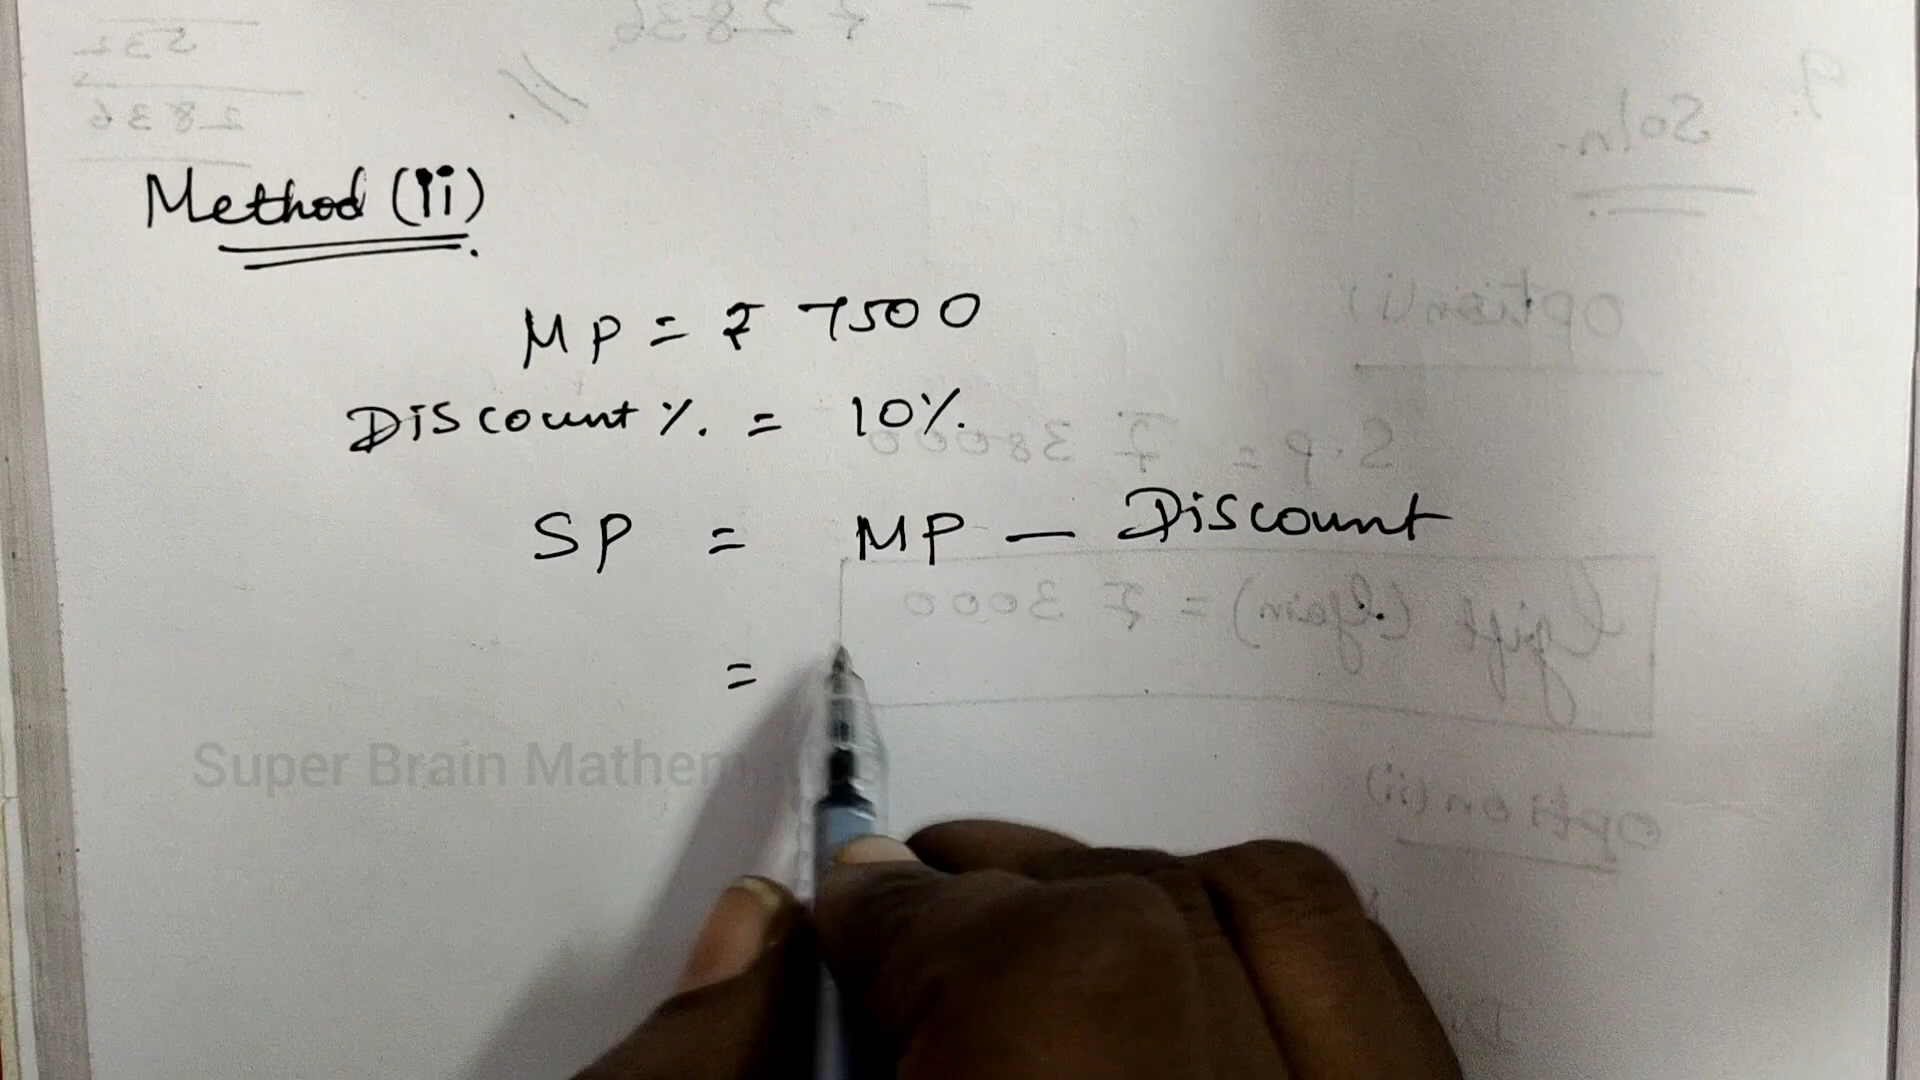 Method (ii)
MP = ₹ 7500
Discount %. = 10%.
SP = MP — Discount
=
Super Brain Mathem